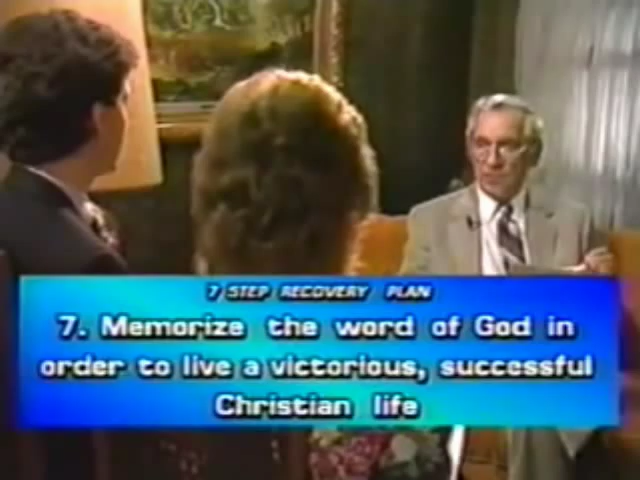 7 STEP RECOVERY PLAN
7. Memorize the word of God in
order to live a victorious, successful
Christian life